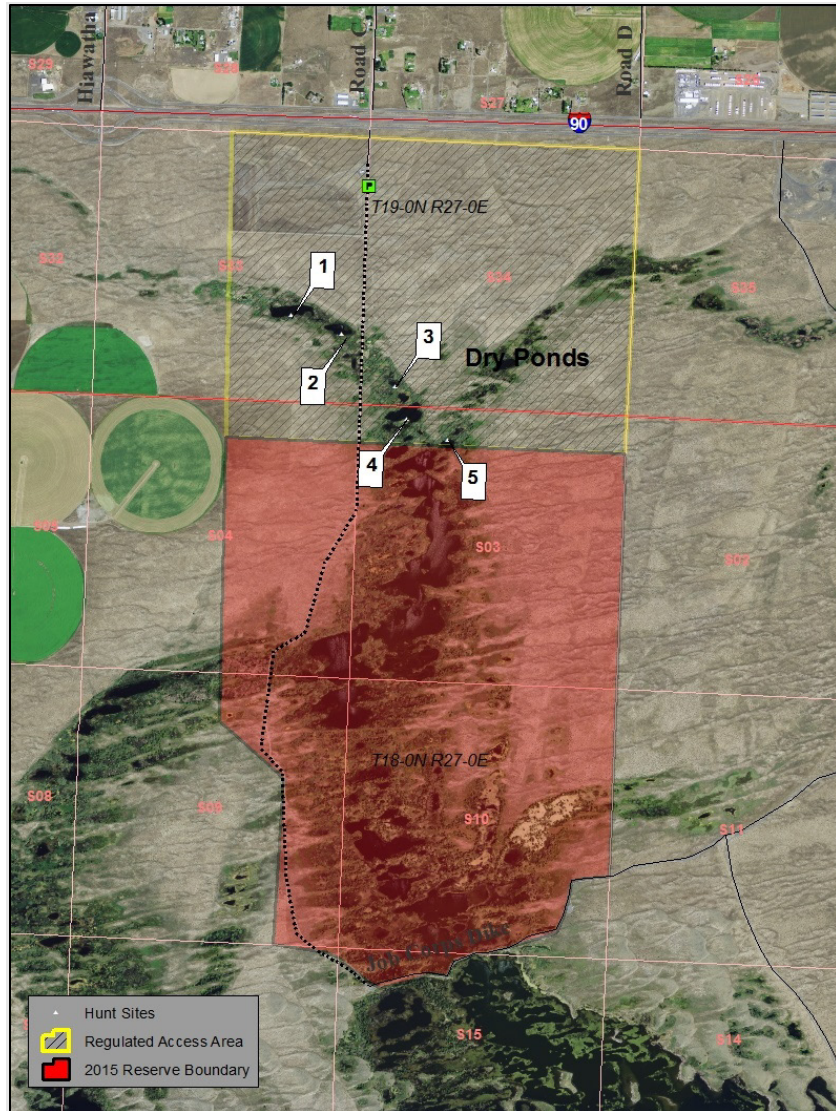 Hiawatha
Road C
Road D
S29
S28
S27
S26
90
T19-0N R27-0E
S32
S33
S34
S35
1
2
3
Dry Ponds
4
5
S05
S04
S03
S02
T18-0N R27-0E
S08
S09
S10
S11
Job Corps Dike
S15
S14
Hunt Sites
Regulated Access Area
2015 Reserve Boundary